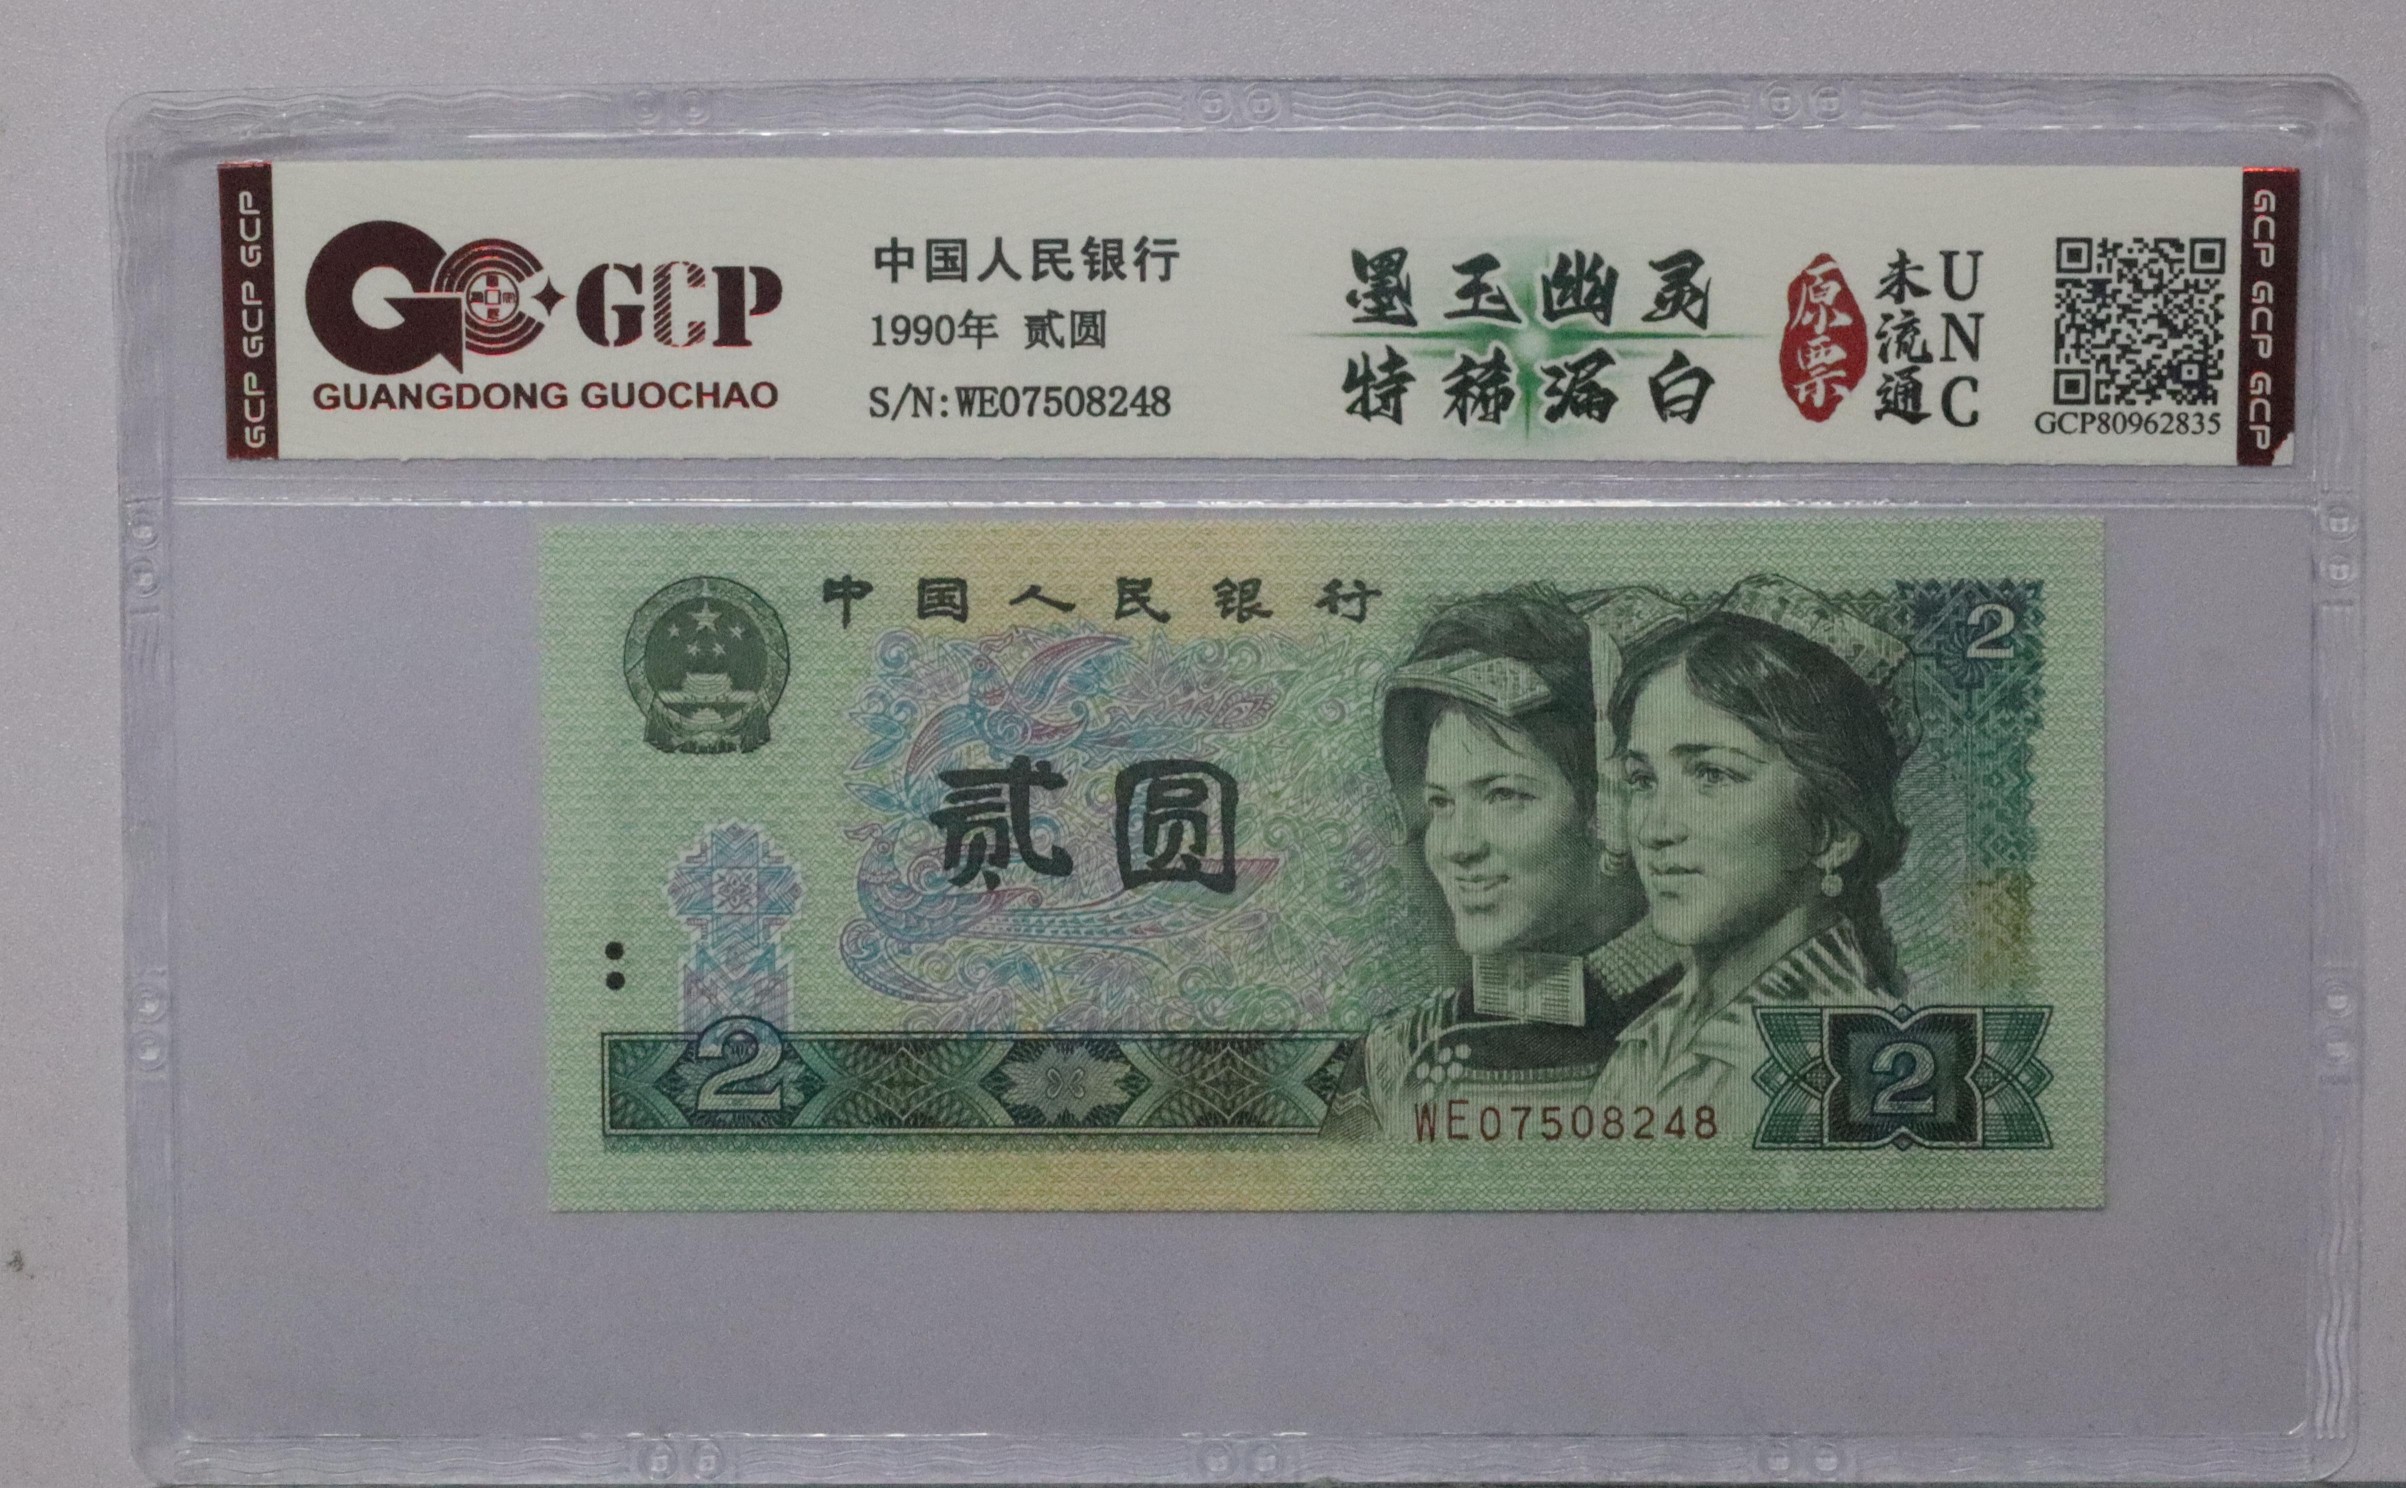 GCP GCP GCP
GCP
GUANGDONG GUOCHAO
中国人民银行
1990年 贰圆
S/N:WE07508248
墨玉幽灵
特稀漏白
原票
未流通
UNC
GCP80962835
GCP GCP GCP
中国人民银行
2
贰圆
2
WE07508248
2